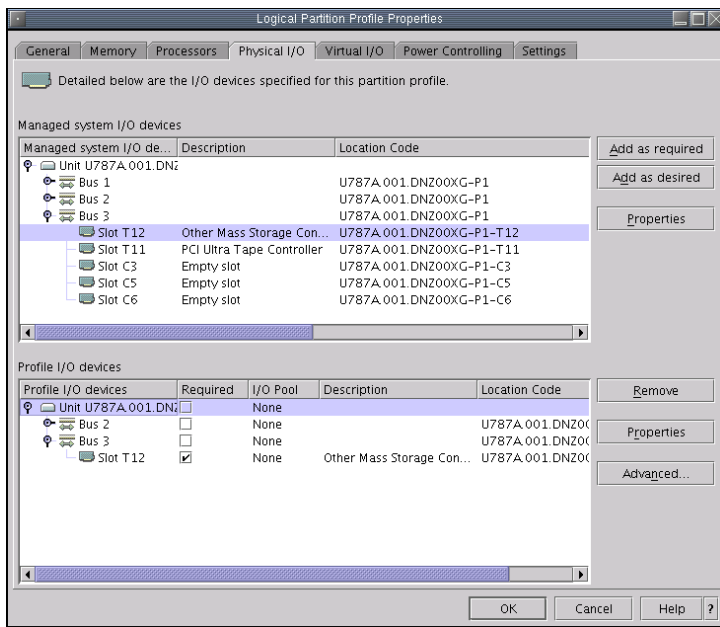 Logical Partition Profile Properties
General Memory Processors Physical I/O Virtual I/O Power Controlling Settings
Detailed below are the I/O devices specified for this partition profile.
Managed system I/O devices
Managed system I/O de... Description Location Code
Unit U787A.001.DNZ
Bus 1 U787A.001.DNZ00XG-P1
Bus 2 U787A.001.DNZ00XG-P1
Bus 3 U787A.001.DNZ00XG-P1
Slot T12 Other Mass Storage Con... U787A.001.DNZ00XG-P1-T12
Slot T11 PCI Ultra Tape Controller U787A.001.DNZ00XG-P1-T11
Slot C3 Empty slot U787A.001.DNZ00XG-P1-C3
Slot C5 Empty slot U787A.001.DNZ00XG-P1-C5
Slot C6 Empty slot U787A.001.DNZ00XG-P1-C6
Add as required
Add as desired
Properties
Profile I/O devices
Profile I/O devices Required I/O Pool Description Location Code
Unit U787A.001.DNZ None
Bus 2 None U787A.001.DNZ00
Bus 3 None U787A.001.DNZ00
Slot T12 None Other Mass Storage Con... U787A.001.DNZ00
Remove
Properties
Advanced...
OK Cancel Help ?